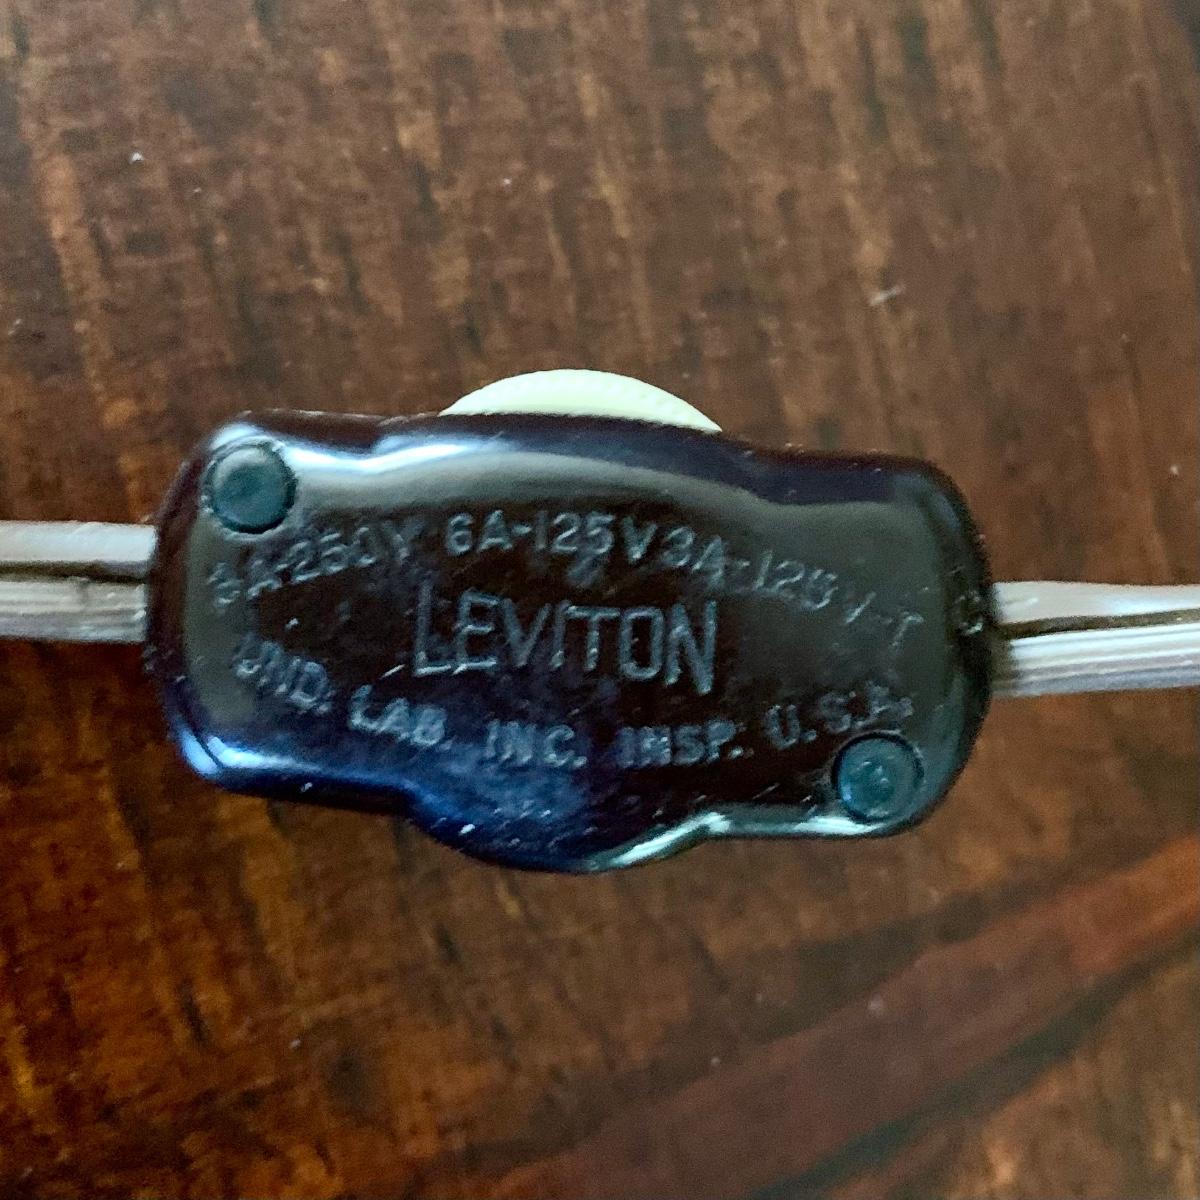 3A-250V 6A-125V 3A-125V-T
LEVITON
UND. LAB. INC. INSP. U.S.A.